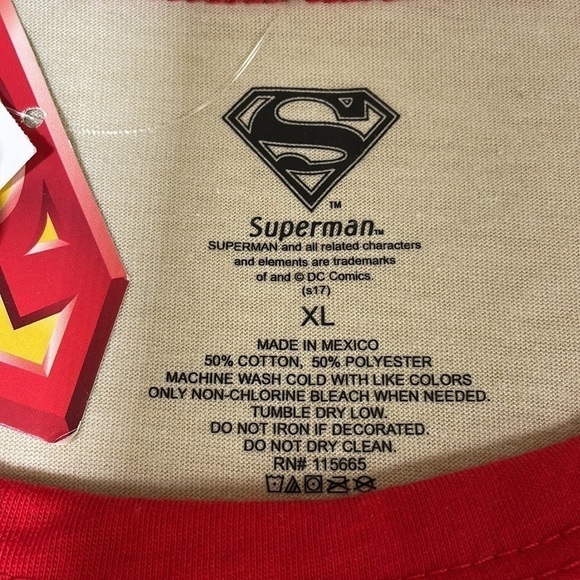 S
TM
Superman™
SUPERMAN and all related characters
and elements are trademarks
of and © DC Comics.
(s17)
XL
MADE IN MEXICO
50% COTTON, 50% POLYESTER
MACHINE WASH COLD WITH LIKE COLORS
ONLY NON-CHLORINE BLEACH WHEN NEEDED.
TUMBLE DRY LOW.
DO NOT IRON IF DECORATED.
DO NOT DRY CLEAN.
RN# 115665